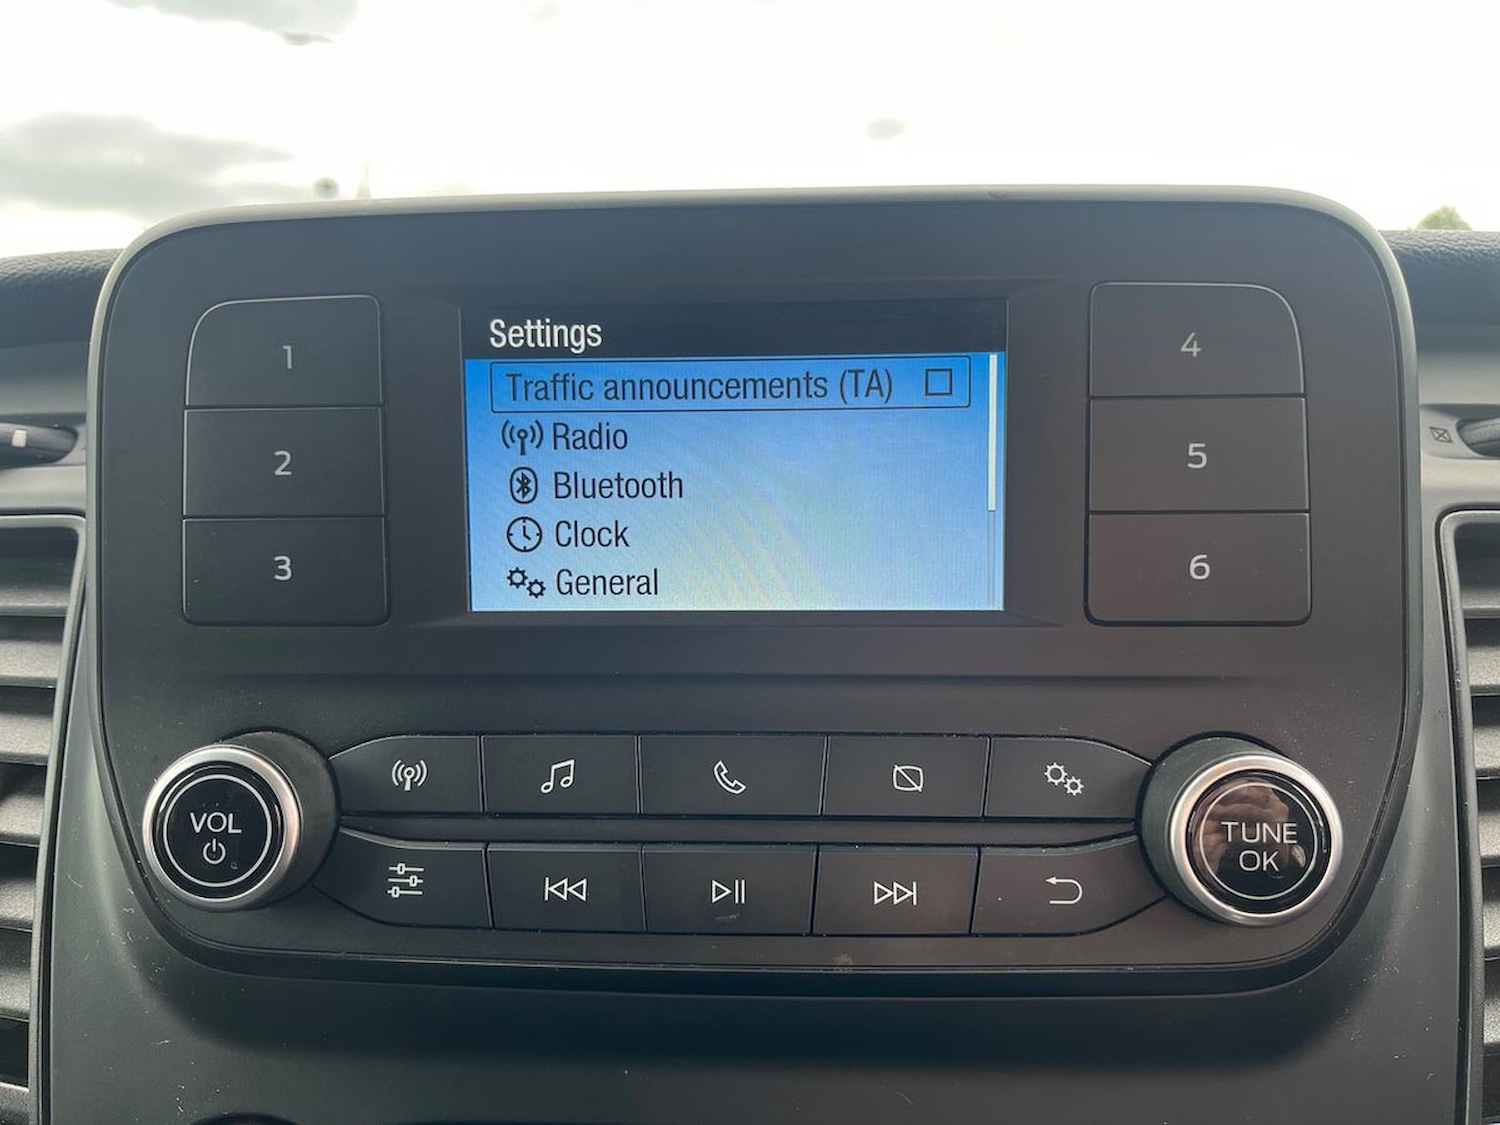 Settings
Traffic announcements (TA)
Radio
Bluetooth
Clock
General
1
2
3
4
5
6
VOL
TUNE
OK